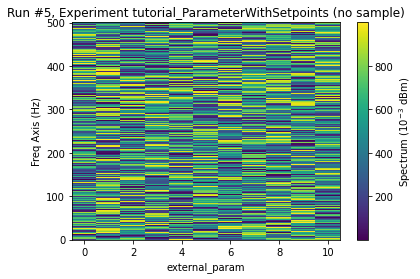 Run #5, Experiment tutorial_ParameterWithSetpoints (no sample)
500
400
300
200
100
0
Freq Axis (Hz)
0 2 4 6 8 10
external_param
800
600
400
200
Spectrum (10⁻³ dBm)